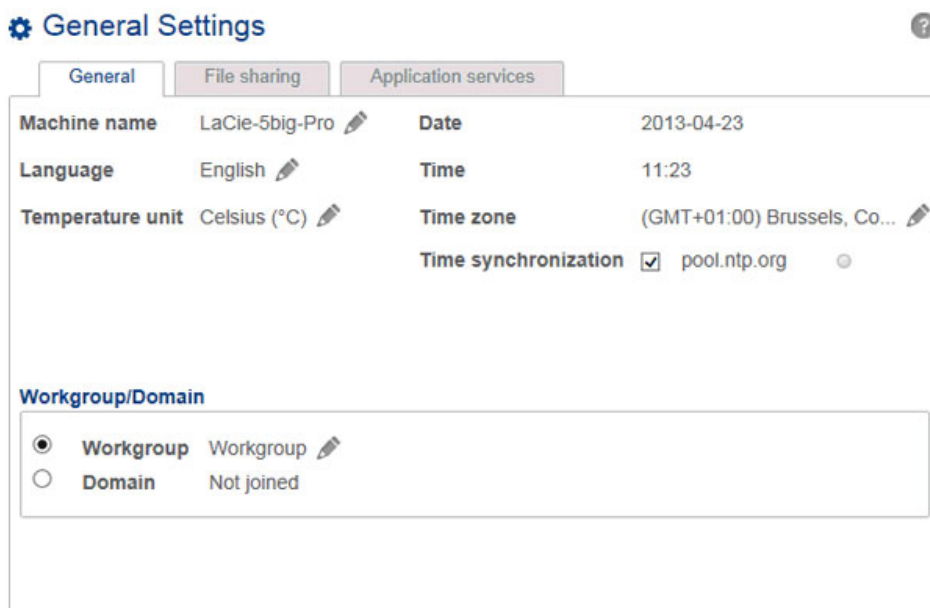 General Settings
?
General File sharing Application services
Machine name LaCie-5big-Pro Date 2013-04-23
Language English Time 11:23
Temperature unit Celsius (°C) Time zone (GMT+01:00) Brussels, Co...
Time synchronization pool.ntp.org
Workgroup/Domain
Workgroup Workgroup
Domain Not joined